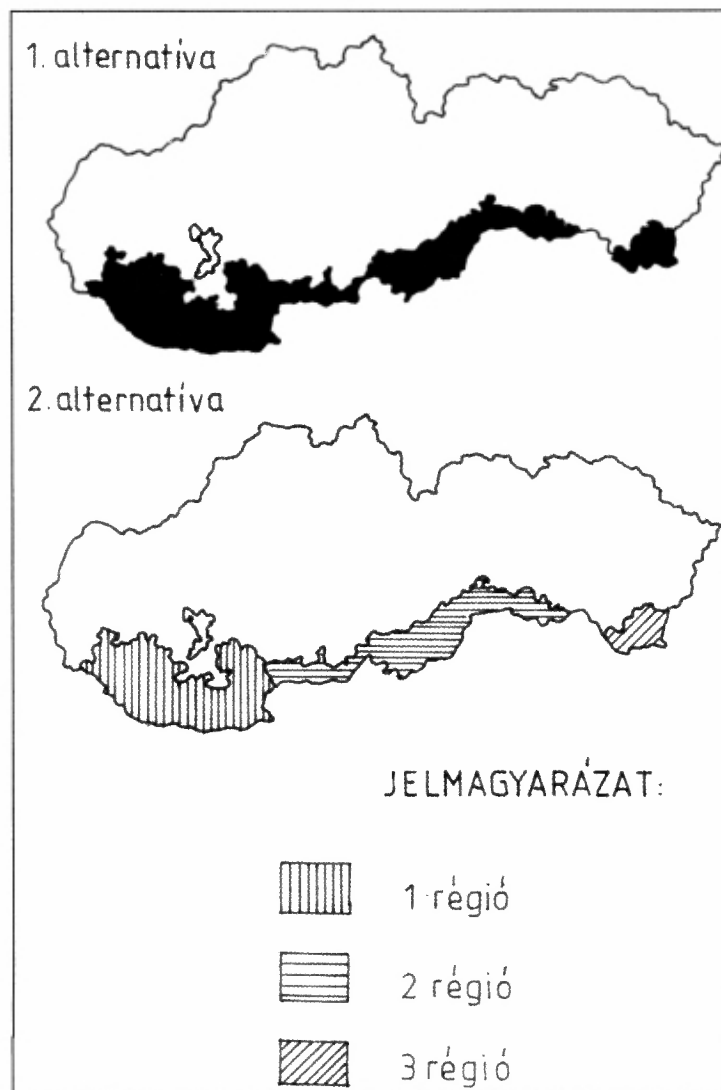 1. alternatíva
2. alternatíva
JELMAGYARÁZAT:
1 régió
2 régió
3 régió